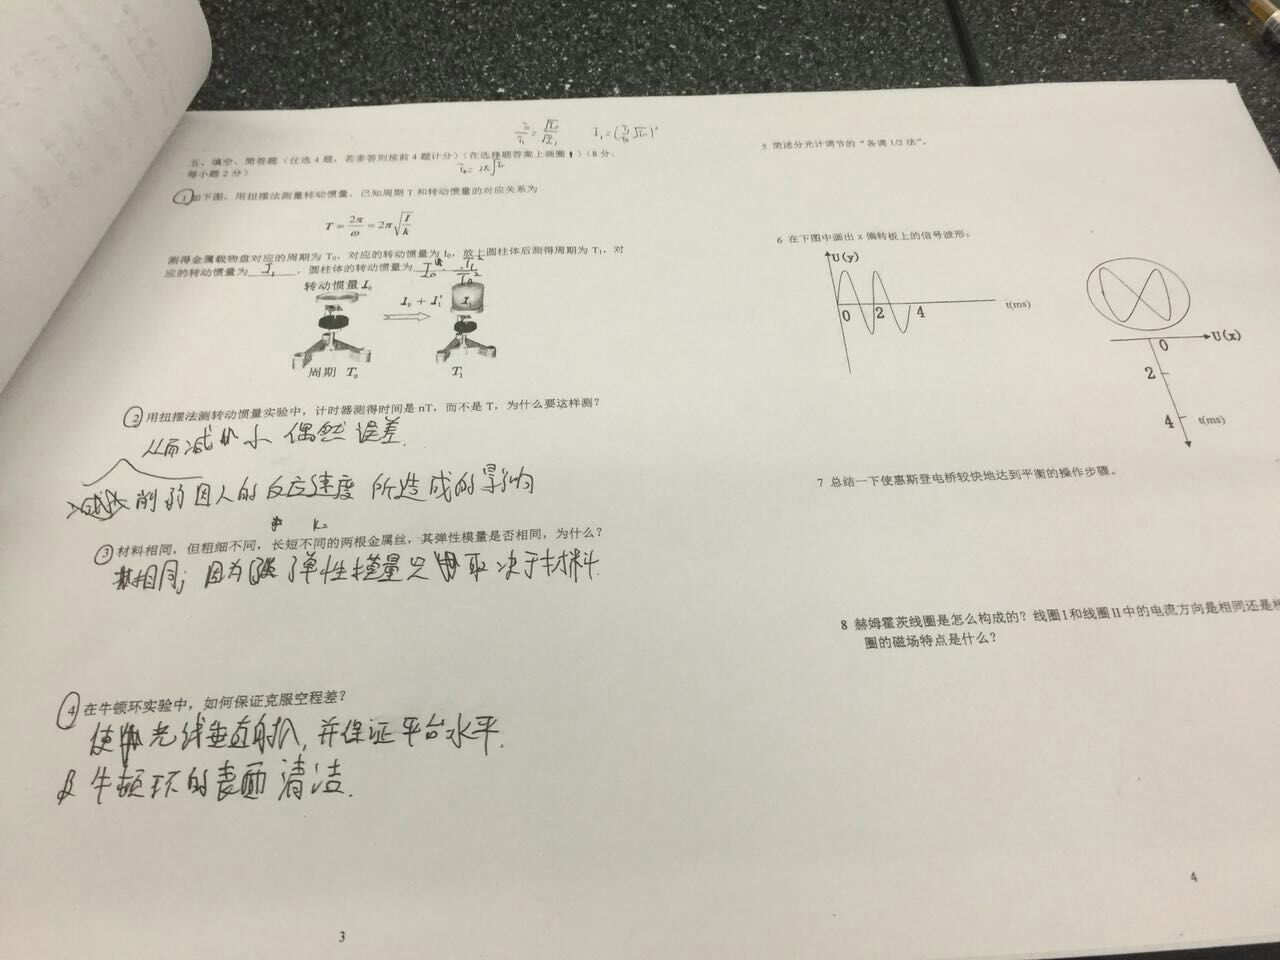 五、填空、简答题（任选4题，若多答则按前4题计分）（在选择题答案上画圈↑）（8分、
每小题2分）
1 如下图，用扭摆法测量转动惯量、已知周期T和转动惯量的对应关系为
T = 2π/ω = 2π√(I/k)
测得金属载物盘对应的周期为T₀，对应的转动惯量为I₀，放上圆柱体后测得周期为T₁，对
应的转动惯量为 I₁ ，圆柱体的转动惯量为
转动惯量 I₀
I₀ + I₁'
周期 T₀
T₁
2 用扭摆法测转动惯量实验中，计时器测得时间是nT，而不是T，为什么要这样测？
从而减小偶然误差.
削弱因人的反应速度所造成的影响
3 材料相同，但粗细不同，长短不同的两根金属丝，其弹性模量是否相同，为什么？
相同；因为弹性模量只取决于材料.
4 在牛顿环实验中，如何保证克服空程差？
使光线垂直射入，并保证平台水平.
及牛顿环的表面清洁.
3
5 简述分光计调节的“各调1/2法”。
6 在下图中画出x偏转板上的信号波形；
U(y)
0 2 4 t(ms)
U(x)
0
2
4 t(ms)
7 总结一下使惠斯登电桥较快地达到平衡的操作步骤。
8 赫姆霍茨线圈是怎么构成的？线圈I和线圈II中的电流方向是相同还是相
圈的磁场特点是什么？
4